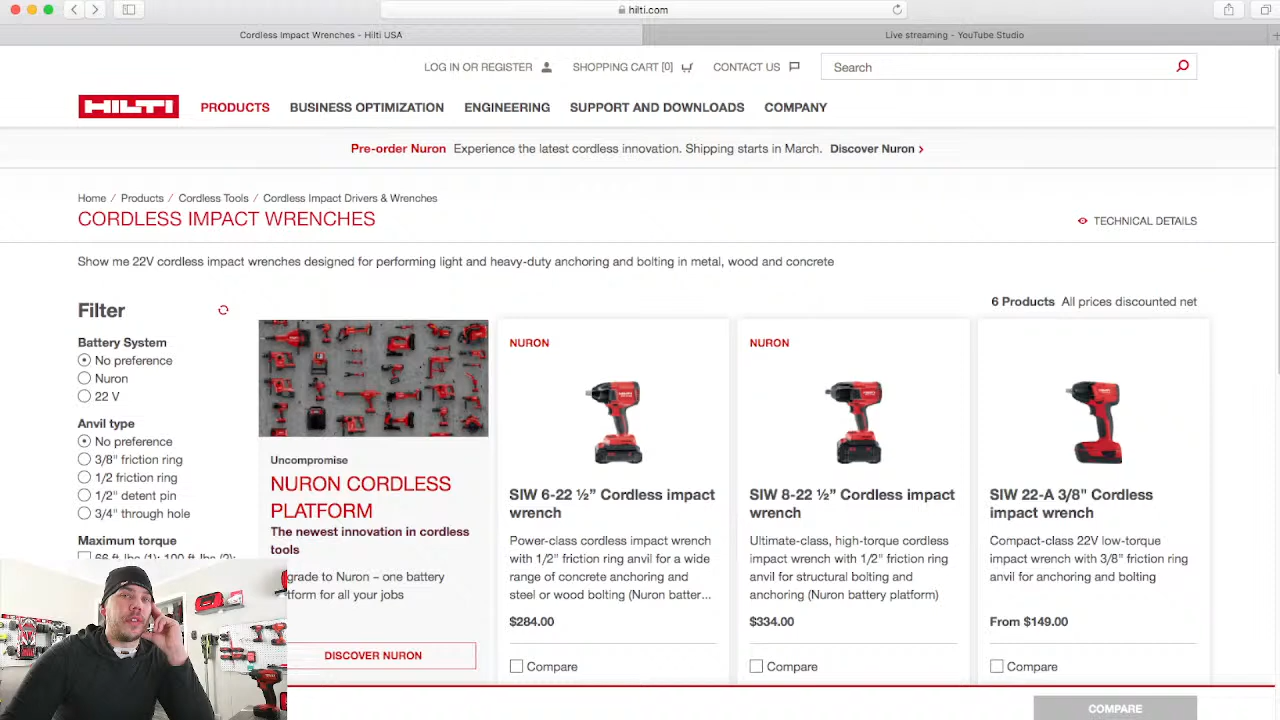 hilti.com
Cordless Impact Wrenches - Hilti USA
Live streaming - YouTube Studio
LOG IN OR REGISTER
SHOPPING CART [0]
CONTACT US
Search
HILTI
PRODUCTS
BUSINESS OPTIMIZATION
ENGINEERING
SUPPORT AND DOWNLOADS
COMPANY
Pre-order Nuron Experience the latest cordless innovation. Shipping starts in March. Discover Nuron
Home / Products / Cordless Tools / Cordless Impact Drivers & Wrenches
CORDLESS IMPACT WRENCHES
TECHNICAL DETAILS
Show me 22V cordless impact wrenches designed for performing light and heavy-duty anchoring and bolting in metal, wood and concrete
6 Products All prices discounted net
Filter
Battery System
No preference
Nuron
22 V
Anvil type
No preference
3/8" friction ring
1/2 friction ring
1/2" detent pin
3/4" through hole
Maximum torque
Uncompromise
NURON CORDLESS
PLATFORM
The newest innovation in cordless
tools
grade to Nuron – one battery
tform for all your jobs
DISCOVER NURON
NURON
SIW 6-22 ½” Cordless impact
wrench
Power-class cordless impact wrench
with 1/2” friction ring anvil for a wide
range of concrete anchoring and
steel or wood bolting (Nuron batter...
$284.00
Compare
NURON
SIW 8-22 ½” Cordless impact
wrench
Ultimate-class, high-torque cordless
impact wrench with 1/2” friction ring
anvil for structural bolting and
anchoring (Nuron battery platform)
$334.00
Compare
SIW 22-A 3/8" Cordless
impact wrench
Compact-class 22V low-torque
impact wrench with 3/8” friction ring
anvil for anchoring and bolting
From $149.00
Compare
COMPARE